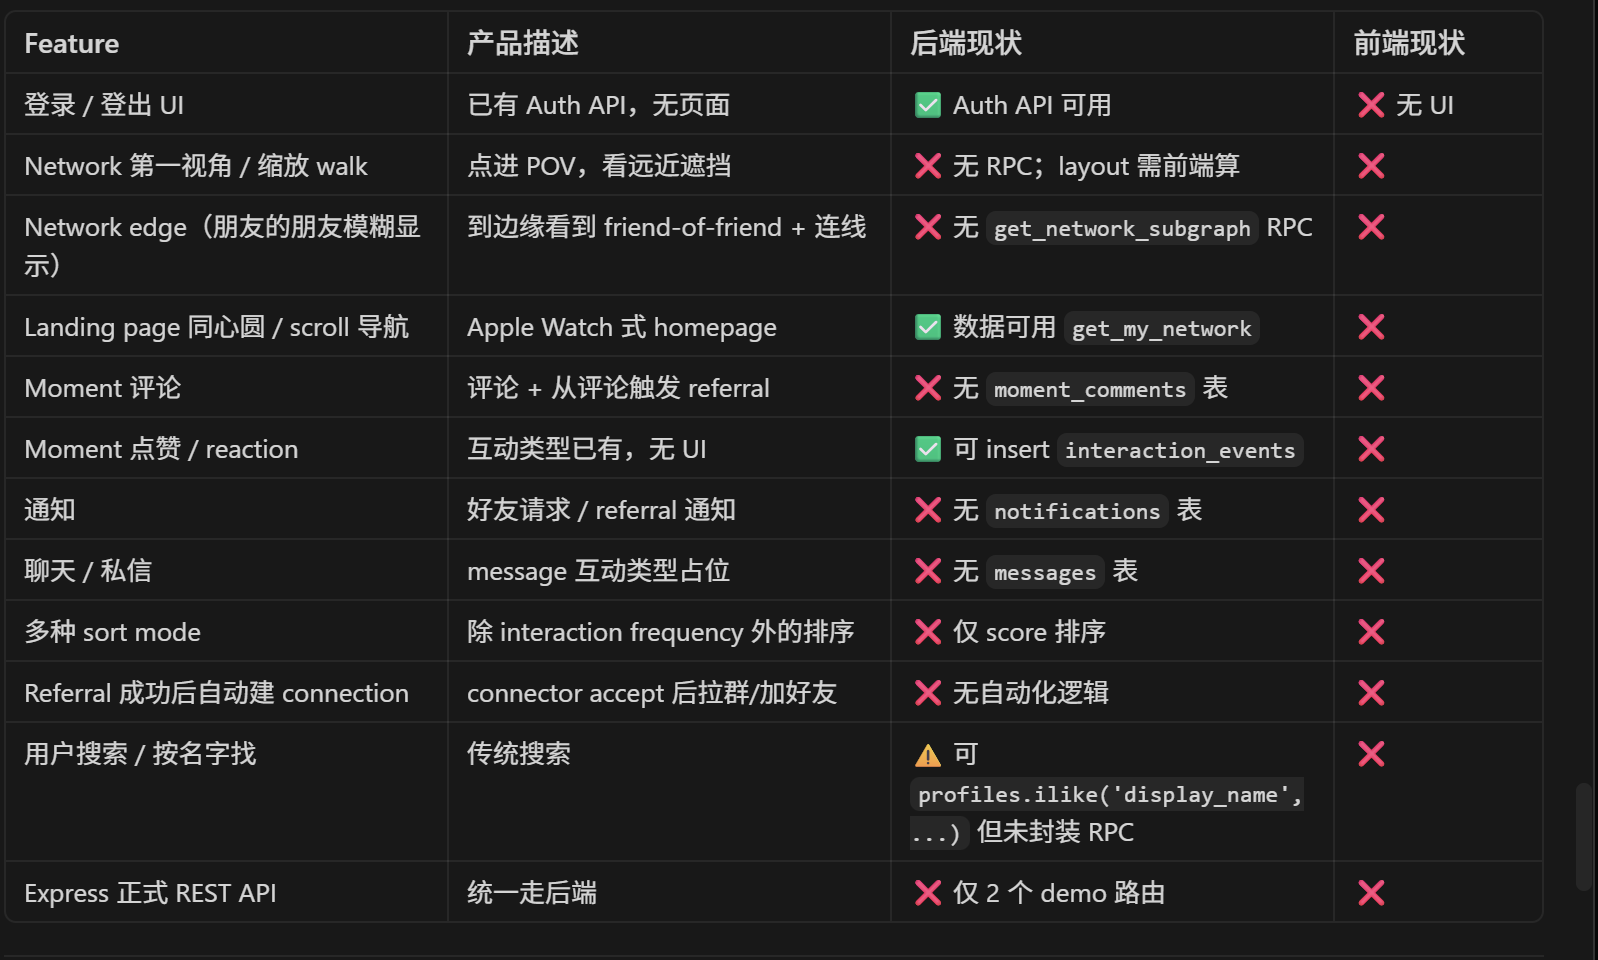 Feature 产品描述 后端现状 前端现状
登录 / 登出 UI 已有 Auth API，无页面 ✅ Auth API 可用 ❌ 无 UI
Network 第一视角 / 缩放 walk 点进 POV，看远近遮挡 ❌ 无 RPC；layout 需前端算 ❌
Network edge（朋友的朋友模糊显 到边缘看到 friend-of-friend + 连线 ❌ 无 get_network_subgraph RPC ❌
示）
Landing page 同心圆 / scroll 导航 Apple Watch 式 homepage ✅ 数据可用 get_my_network ❌
Moment 评论 评论 + 从评论触发 referral ❌ 无 moment_comments 表 ❌
Moment 点赞 / reaction 互动类型已有，无 UI ✅ 可 insert interaction_events ❌
通知 好友请求 / referral 通知 ❌ 无 notifications 表 ❌
聊天 / 私信 message 互动类型占位 ❌ 无 messages 表 ❌
多种 sort mode 除 interaction frequency 外的排序 ❌ 仅 score 排序 ❌
Referral 成功后自动建 connection connector accept 后拉群/加好友 ❌ 无自动化逻辑 ❌
用户搜索 / 按名字找 传统搜索 ⚠️ 可 ❌
profiles.ilike('display_name',
...) 但未封装 RPC
Express 正式 REST API 统一走后端 ❌ 仅 2 个 demo 路由 ❌